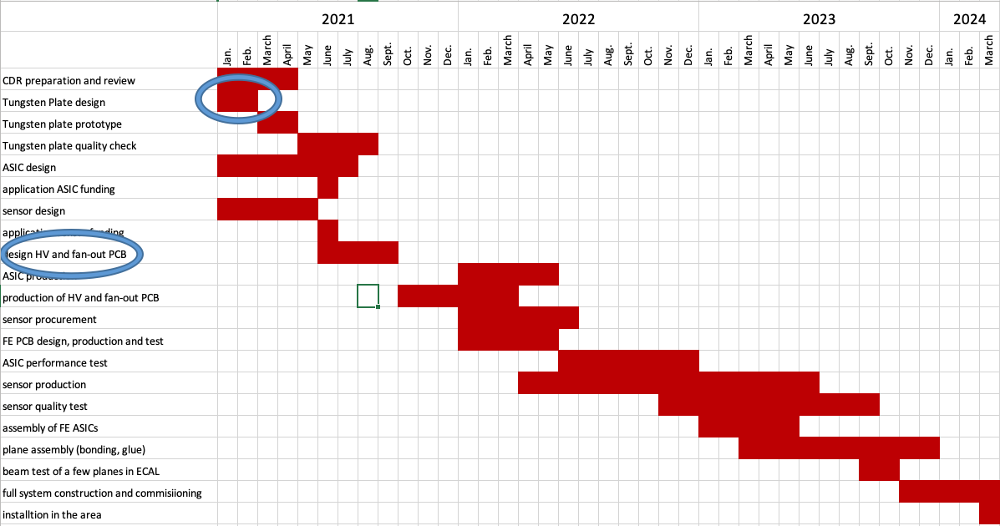 2021 2022 2023 2024
Jan. Feb. March April May June July Aug. Sept. Oct. Nov. Dec. Jan. Feb. March April May June July Aug. Sept. Oct. Nov. Dec. Jan. Feb. March April May June July Aug. Sept. Oct. Nov. Dec. Jan. Feb. March
CDR preparation and review
Tungsten Plate design
Tungsten plate prototype
Tungsten plate quality check
ASIC design
application ASIC funding
sensor design
design HV and fan-out PCB
ASIC
production of HV and fan-out PCB
sensor procurement
FE PCB design, production and test
ASIC performance test
sensor production
sensor quality test
assembly of FE ASICs
plane assembly (bonding, glue)
beam test of a few planes in ECAL
full system construction and commisiioning
installtion in the area